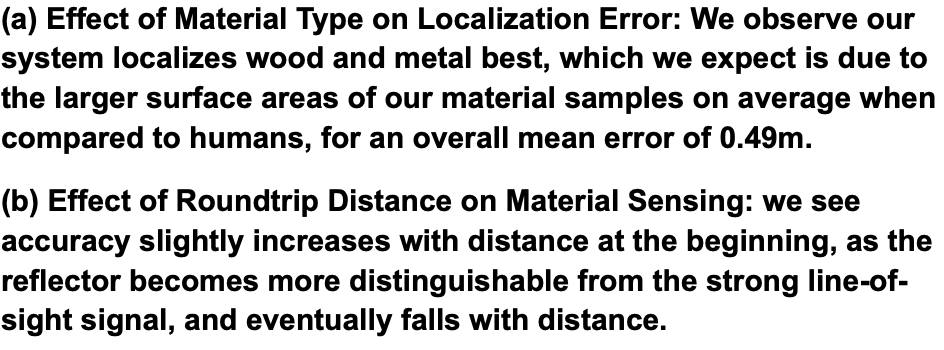 (a) Effect of Material Type on Localization Error: We observe our
system localizes wood and metal best, which we expect is due to
the larger surface areas of our material samples on average when
compared to humans, for an overall mean error of 0.49m.
(b) Effect of Roundtrip Distance on Material Sensing: we see
accuracy slightly increases with distance at the beginning, as the
reflector becomes more distinguishable from the strong line-of-
sight signal, and eventually falls with distance.